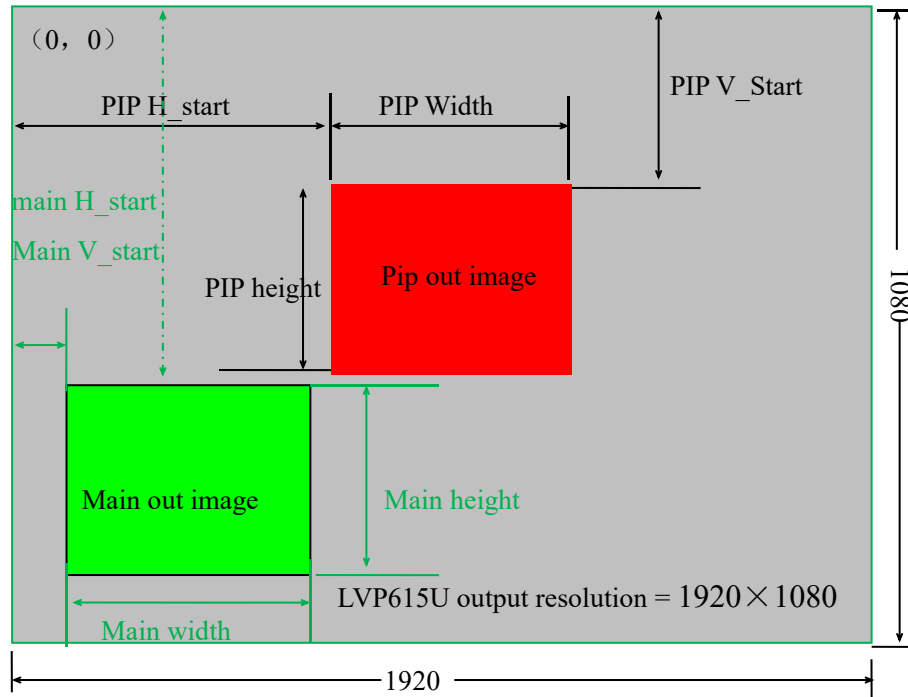 （0，0）
PIP H_start
PIP Width
PIP V_Start
main H_start
Main V_start
PIP height
Pip out image
1080
Main out image
Main height
LVP615U output resolution = 1920×1080
Main width
1920